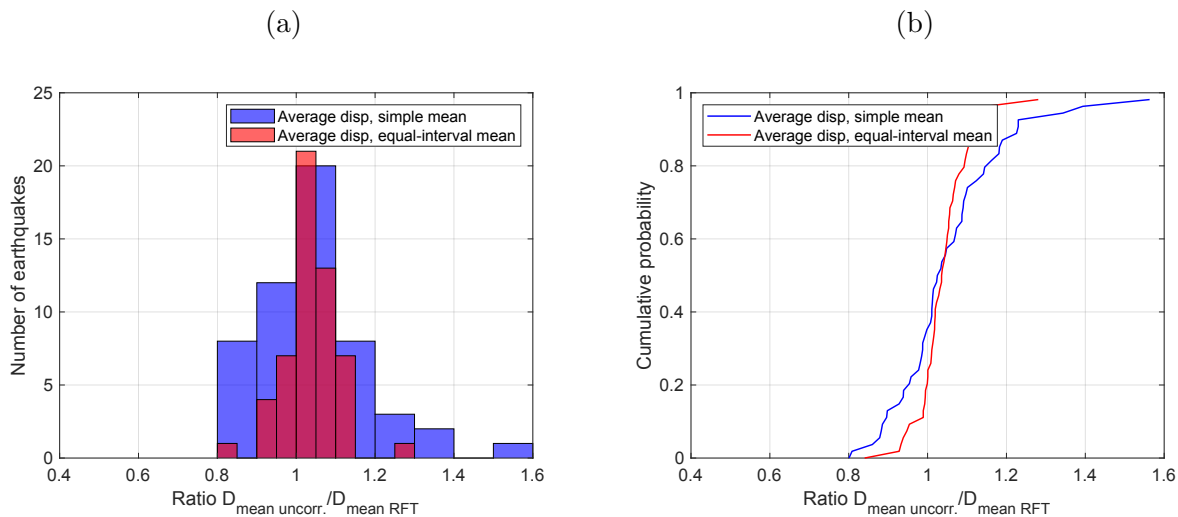 (a)
(b)
25
20
15
10
5
0
Number of earthquakes
Average disp, simple mean
Average disp, equal-interval mean
0.4 0.6 0.8 1 1.2 1.4 1.6
Ratio D mean uncorr./D mean RFT
1
0.8
0.6
0.4
0.2
0
Cumulative probability
Average disp, simple mean
Average disp, equal-interval mean
0.4 0.6 0.8 1 1.2 1.4 1.6
Ratio D mean uncorr./D mean RFT